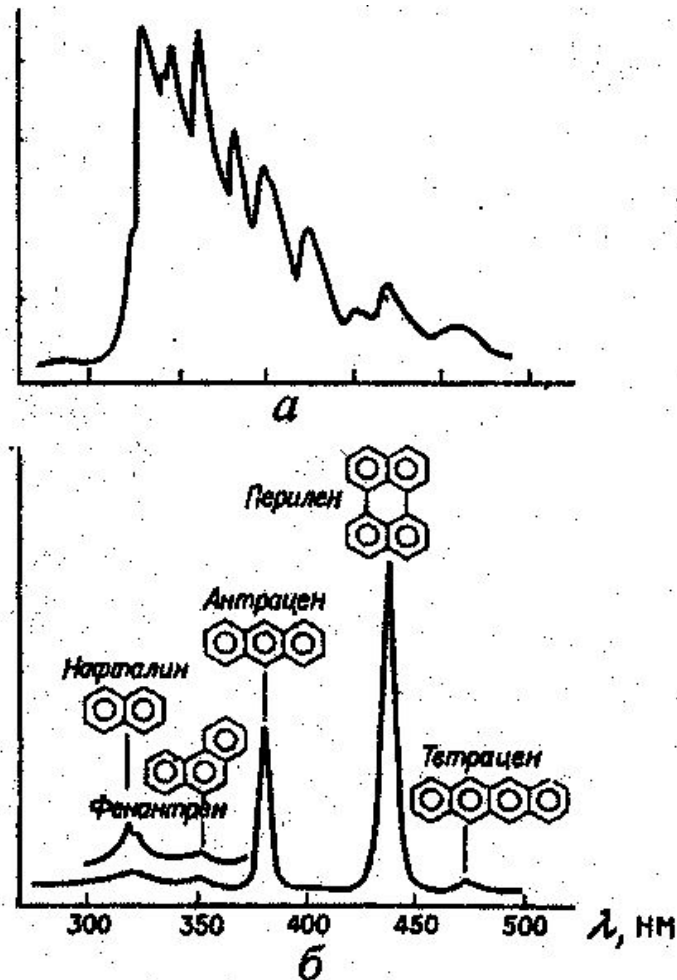 а
Перилен
Антрацен
Нафталин
Фенантрен
Тетрацен
300 350 400 450 500 λ, нм
б